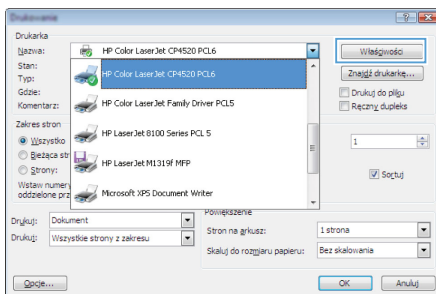 Drukowanie
Drukarka
Nazwa: HP Color LaserJet CP4520 PCL6 Właściwości
Stan: HP Color LaserJet CP4520 PCL6 Znajdź drukarkę...
Typ:
Gdzie: HP Color LaserJet Family Driver PCL5 Drukuj do pliku
Komentarz: Ręczny dupleks
Zakres stron HP LaserJet 8100 Series PCL 5
Wszystko 1
Bieżąca str HP LaserJet M1319f MFP
Strony: Sortuj
Wstaw numery Microsoft XPS Document Writer
oddzielone prz
Drukuj: Dokument Powiększenie
Drukuj: Wszystkie strony z zakresu Stron na arkusz: 1 strona
Skaluj do rozmiaru papieru: Bez skalowania
Opcje... OK Anuluj